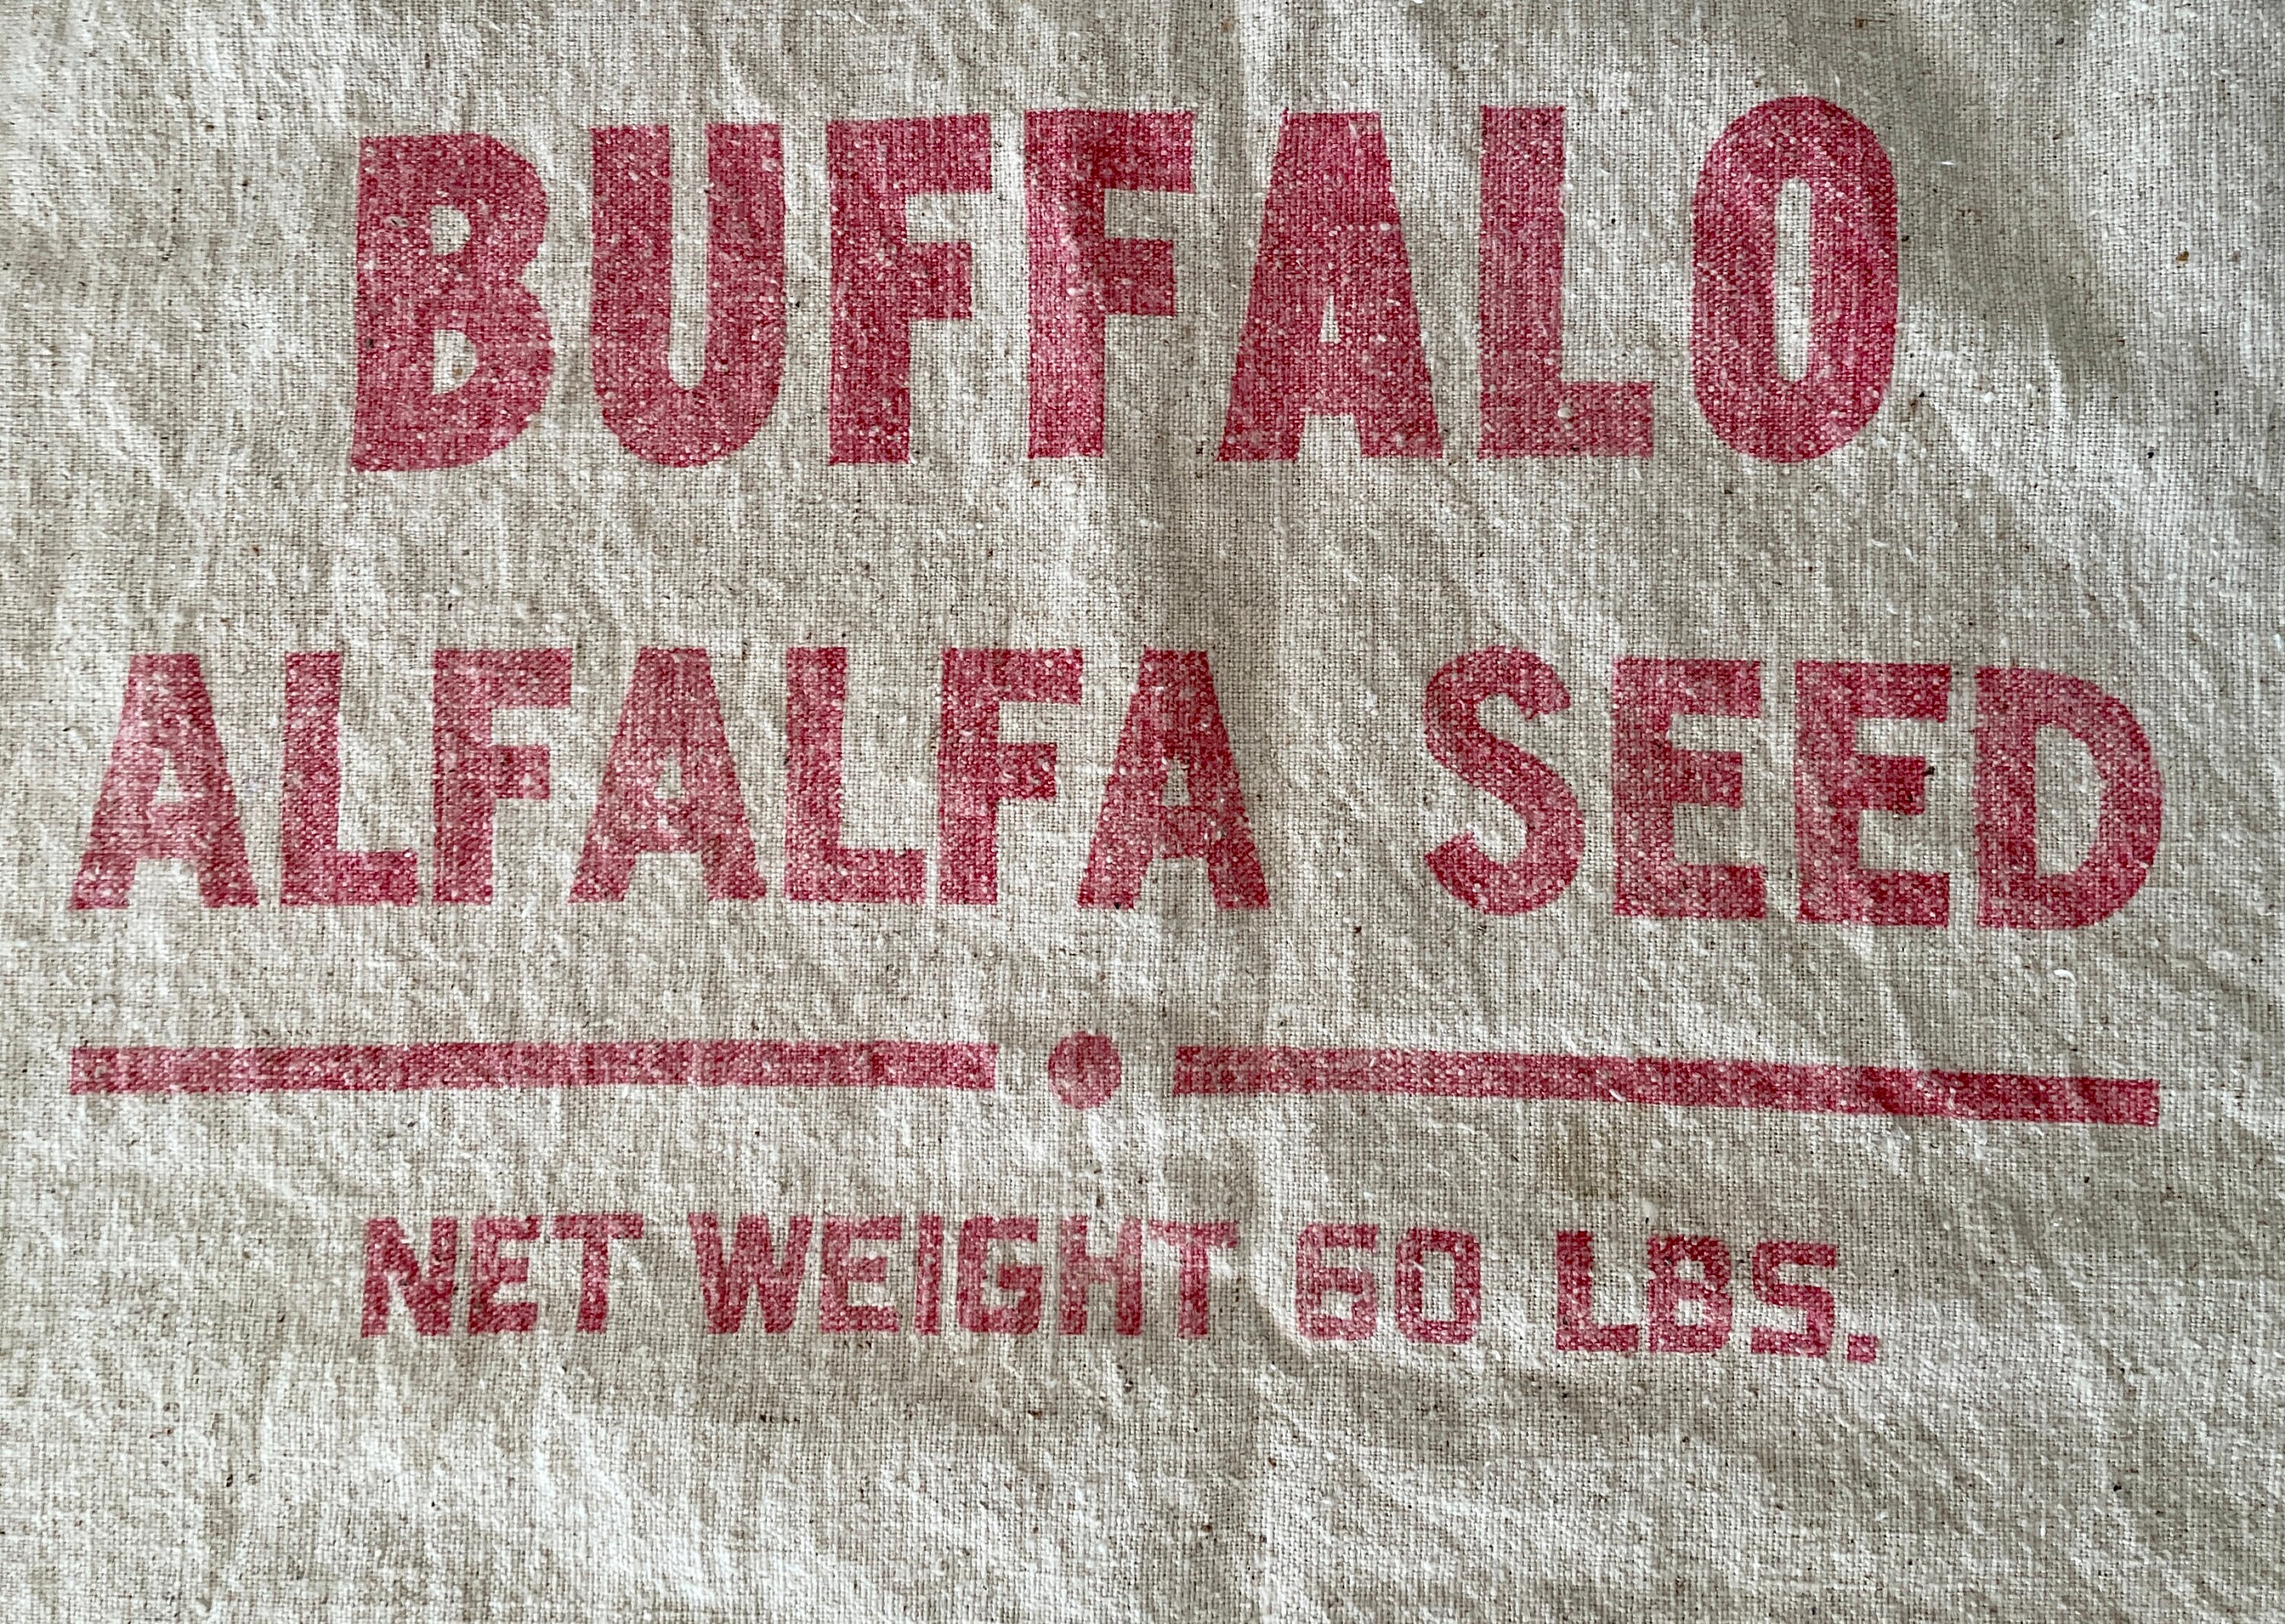 BUFFALO
ALFALFA SEED
NET WEIGHT 60 LBS.